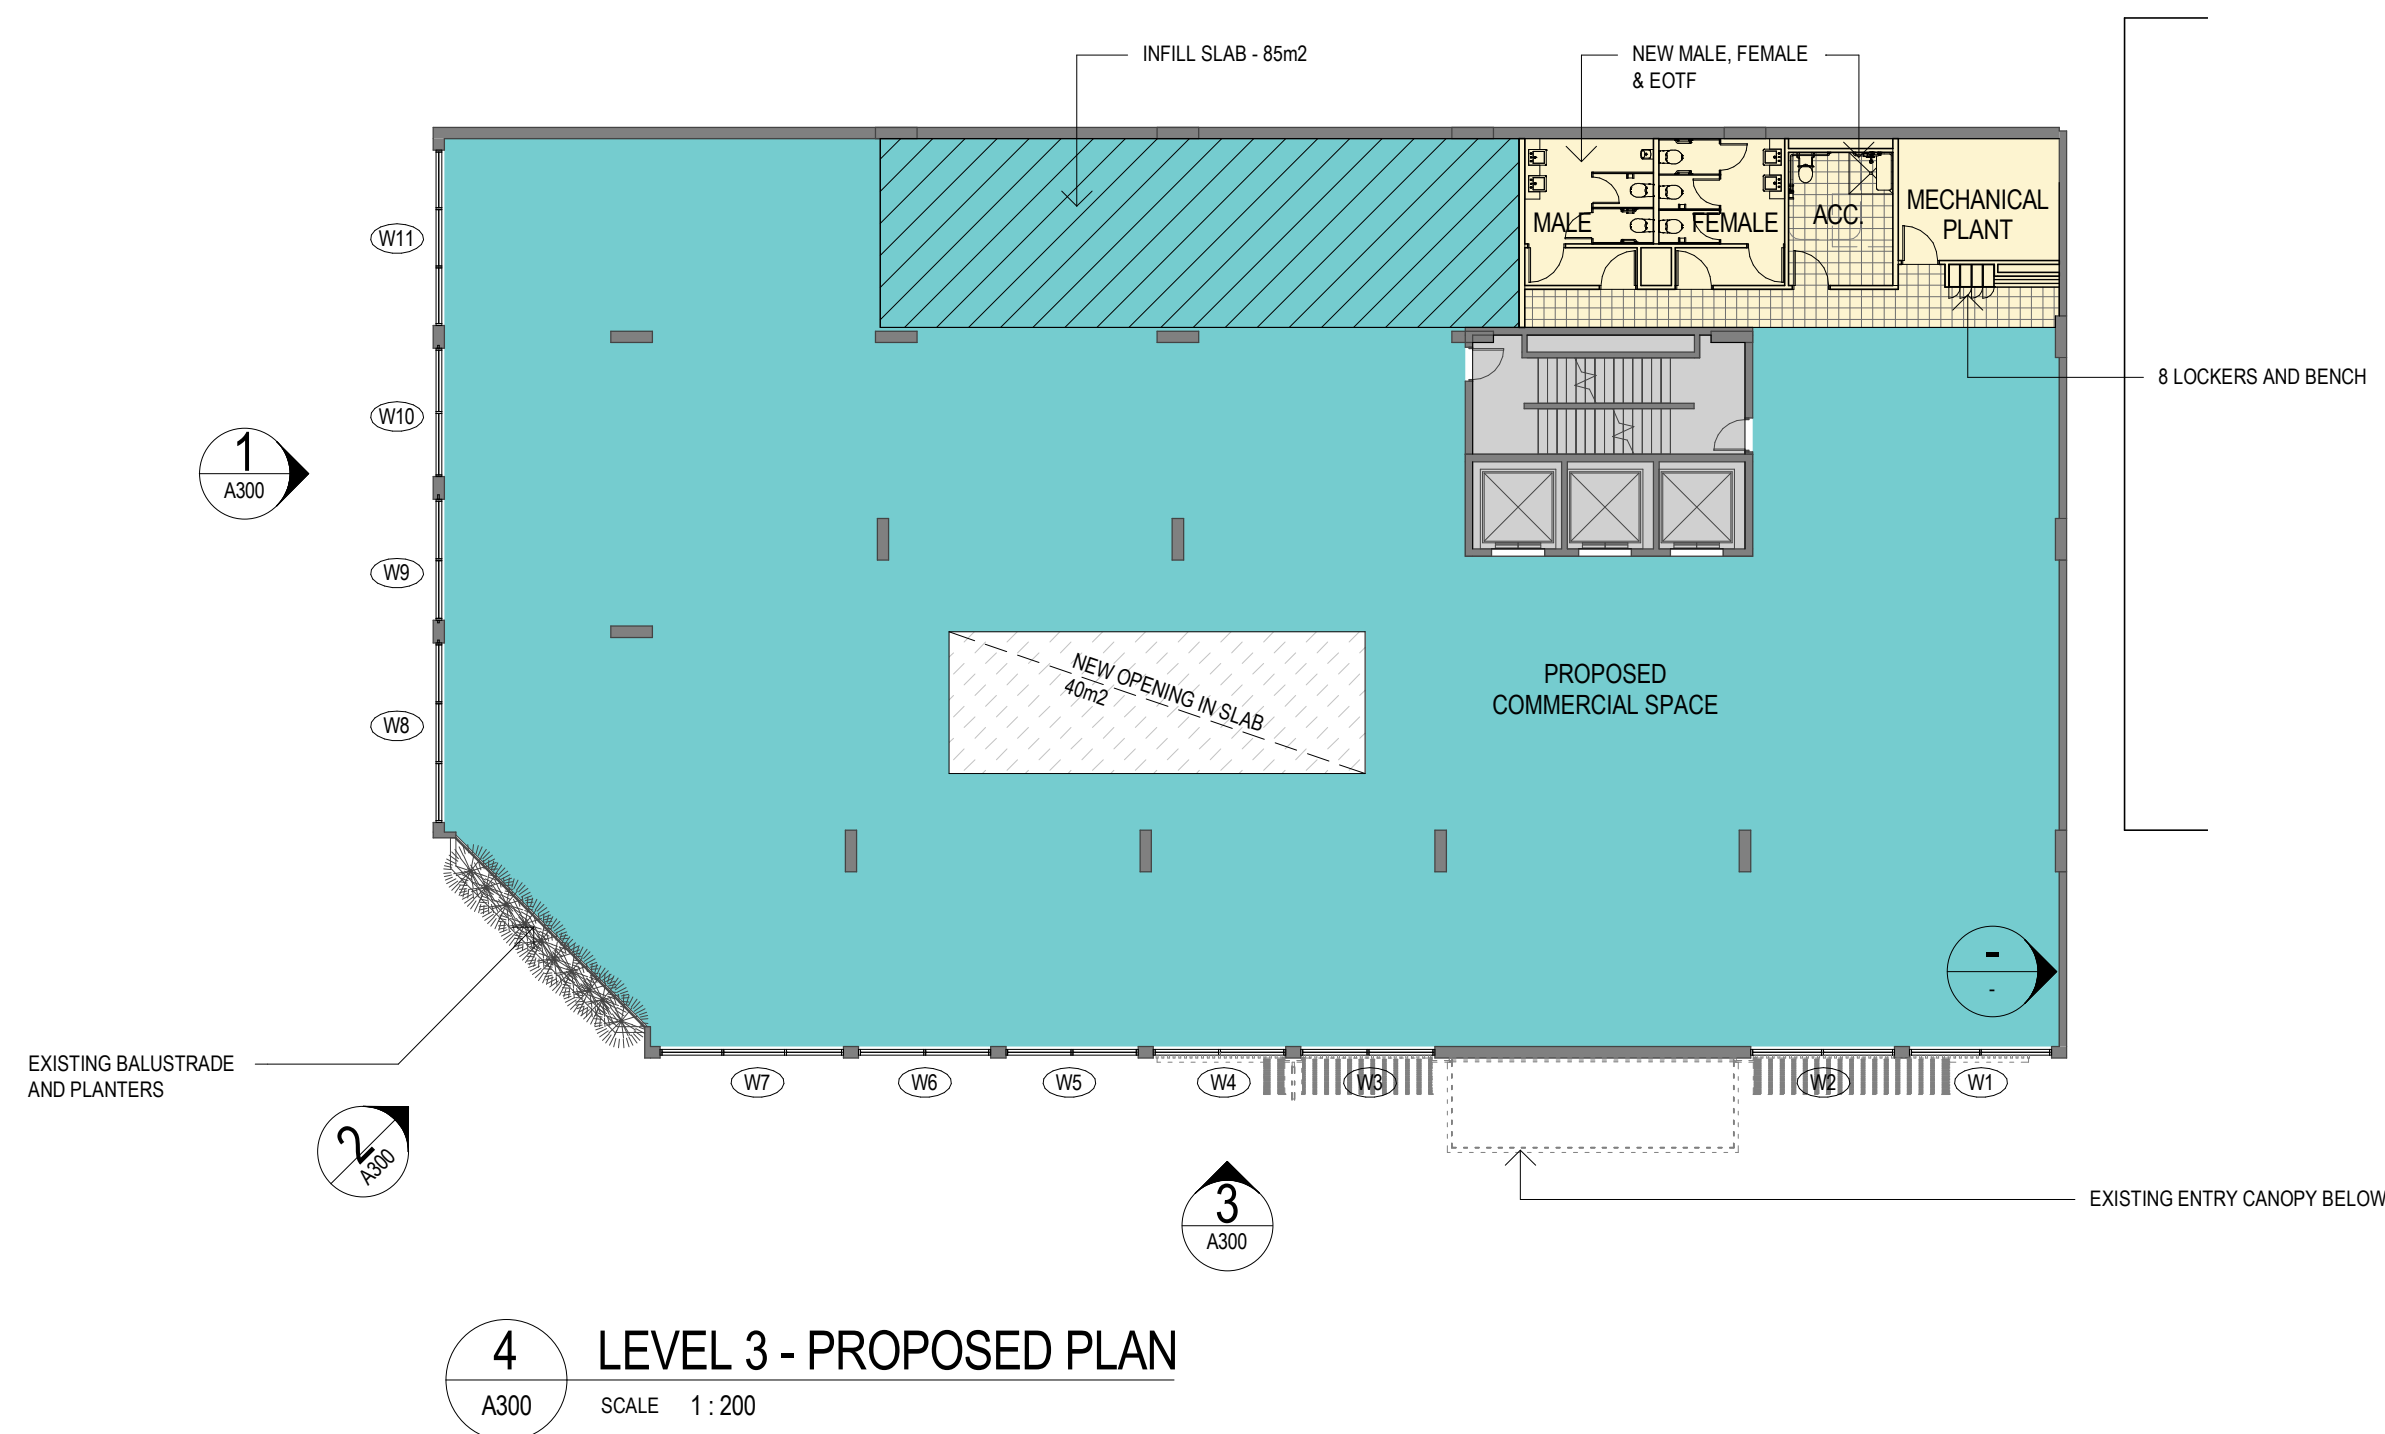 INFILL SLAB - 85m2
NEW MALE, FEMALE
& EOTF
MALE
FEMALE
ACC.
MECHANICAL
PLANT
W11
8 LOCKERS AND BENCH
W10
1
A300
W9
NEW OPENING IN SLAB
40m2
PROPOSED
COMMERCIAL SPACE
W8
-
-
EXISTING BALUSTRADE
AND PLANTERS
W7
W6
W5
W4
W3
W2
W1
2
A300
3
A300
EXISTING ENTRY CANOPY BELOW
4
A300
LEVEL 3 - PROPOSED PLAN
SCALE 1 : 200